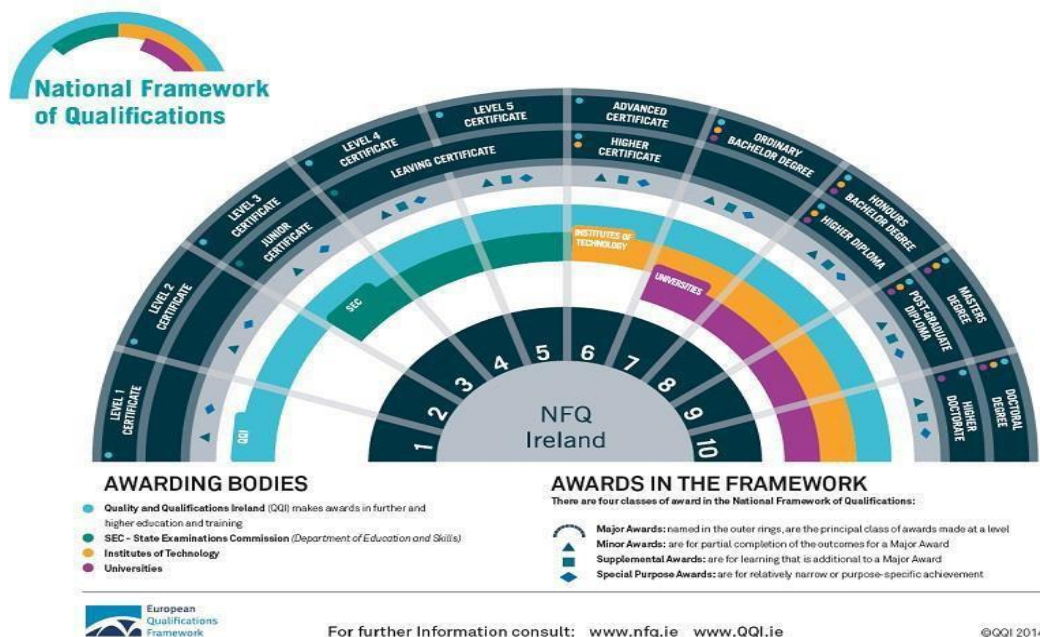 National Framework
of Qualifications
LEVEL 1
CERTIFICATE
LEVEL 2
CERTIFICATE
LEVEL 3
CERTIFICATE
JUNIOR
CERTIFICATE
LEVEL 4
CERTIFICATE
LEVEL 5
CERTIFICATE
LEAVING CERTIFICATE
ADVANCED
CERTIFICATE
HIGHER
CERTIFICATE
ORDINARY
BACHELOR DEGREE
HONOURS
BACHELOR DEGREE
HIGHER DIPLOMA
MASTERS
DEGREE
POST-GRADUATE
DIPLOMA
DOCTORAL
DEGREE
HIGHER
DOCTORATE
QQI
SEC
INSTITUTES OF
TECHNOLOGY
UNIVERSITIES
1
2
3
4
5
6
7
8
9
10
NFQ
Ireland
AWARDING BODIES
Quality and Qualifications Ireland (QQI) makes awards in further and
higher education and training
SEC - State Examinations Commission (Department of Education and Skills)
Institutes of Technology
Universities
AWARDS IN THE FRAMEWORK
There are four classes of award in the National Framework of Qualifications:
Major Awards: named in the outer rings, are the principal class of awards made at a level
Minor Awards: are for partial completion of the outcomes for a Major Award
Supplemental Awards: are for learning that is additional to a Major Award
Special Purpose Awards: are for relatively narrow or purpose-specific achievement
European
Qualifications
Framework
For further Information consult: www.nfq.ie www.QQI.ie
©QQI 2014